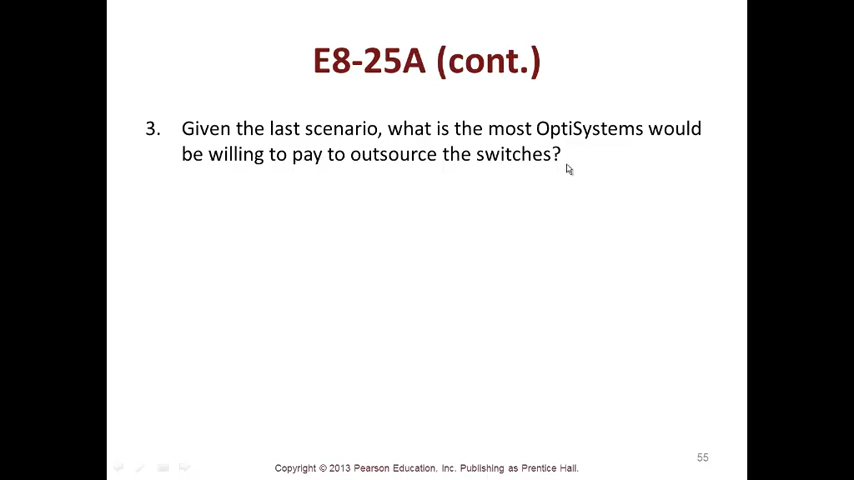 E8-25A (cont.)
3. Given the last scenario, what is the most OptiSystems would
be willing to pay to outsource the switches?
55
Copyright © 2013 Pearson Education, Inc. Publishing as Prentice Hall.